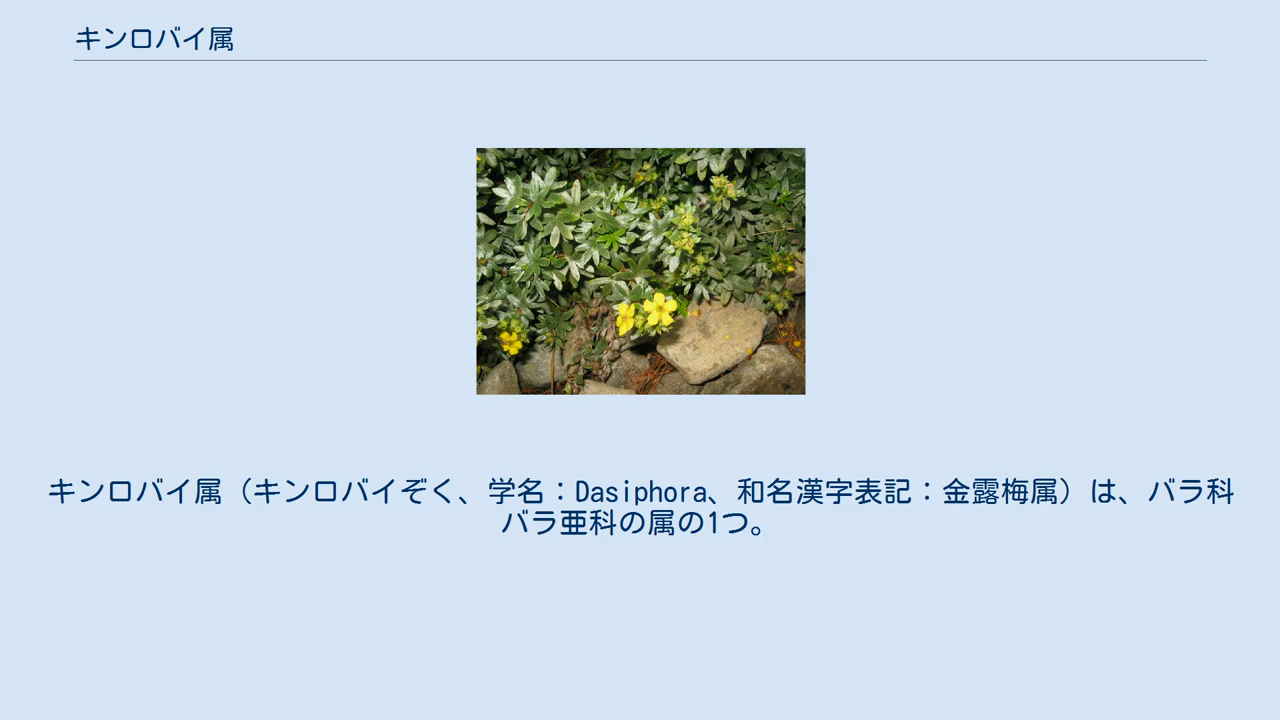 キンロバイ属
キンロバイ属（キンロバイぞく、学名：Dasiphora、和名漢字表記：金露梅属）は、バラ科
バラ亜科の属の1つ。